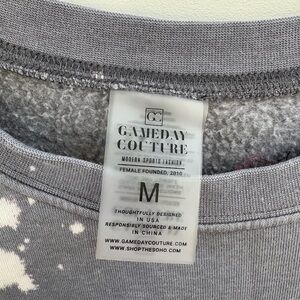 GC
GAMEDAY
COUTURE
MODERN SPORTS FASHION
FEMALE FOUNDED. 2010
M
THOUGHTFULLY DESIGNED
IN USA
RESPONSIBLY SOURCED & MADE
IN CHINA
WWW.GAMEDAYCOUTURE.COM
WWW.SHOPTHESOHO.COM